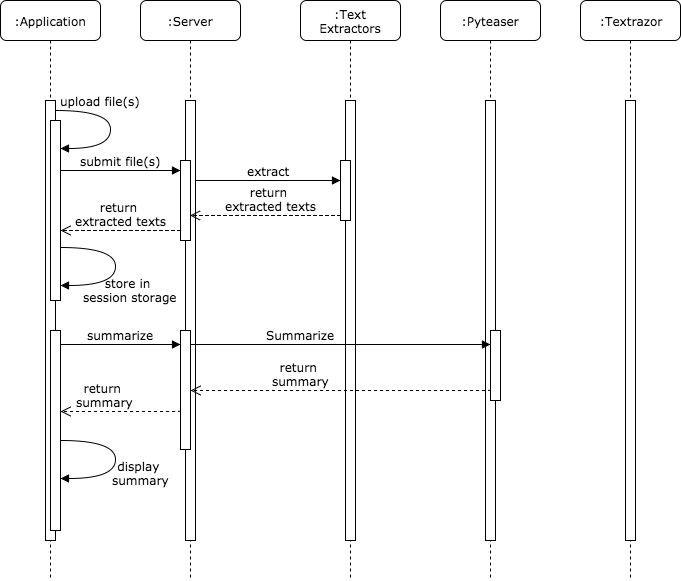 :Application
:Server
:Text
Extractors
:Pyteaser
:Textrazor
upload file(s)
submit file(s)
extract
return
extracted texts
return
extracted texts
store in
session storage
summarize
Summarize
return
summary
return
summary
display
summary